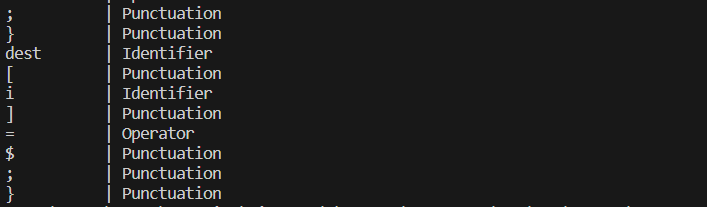 ; | Punctuation
} | Punctuation
dest | Identifier
[ | Punctuation
i | Identifier
] | Punctuation
= | Operator
$ | Punctuation
; | Punctuation
} | Punctuation